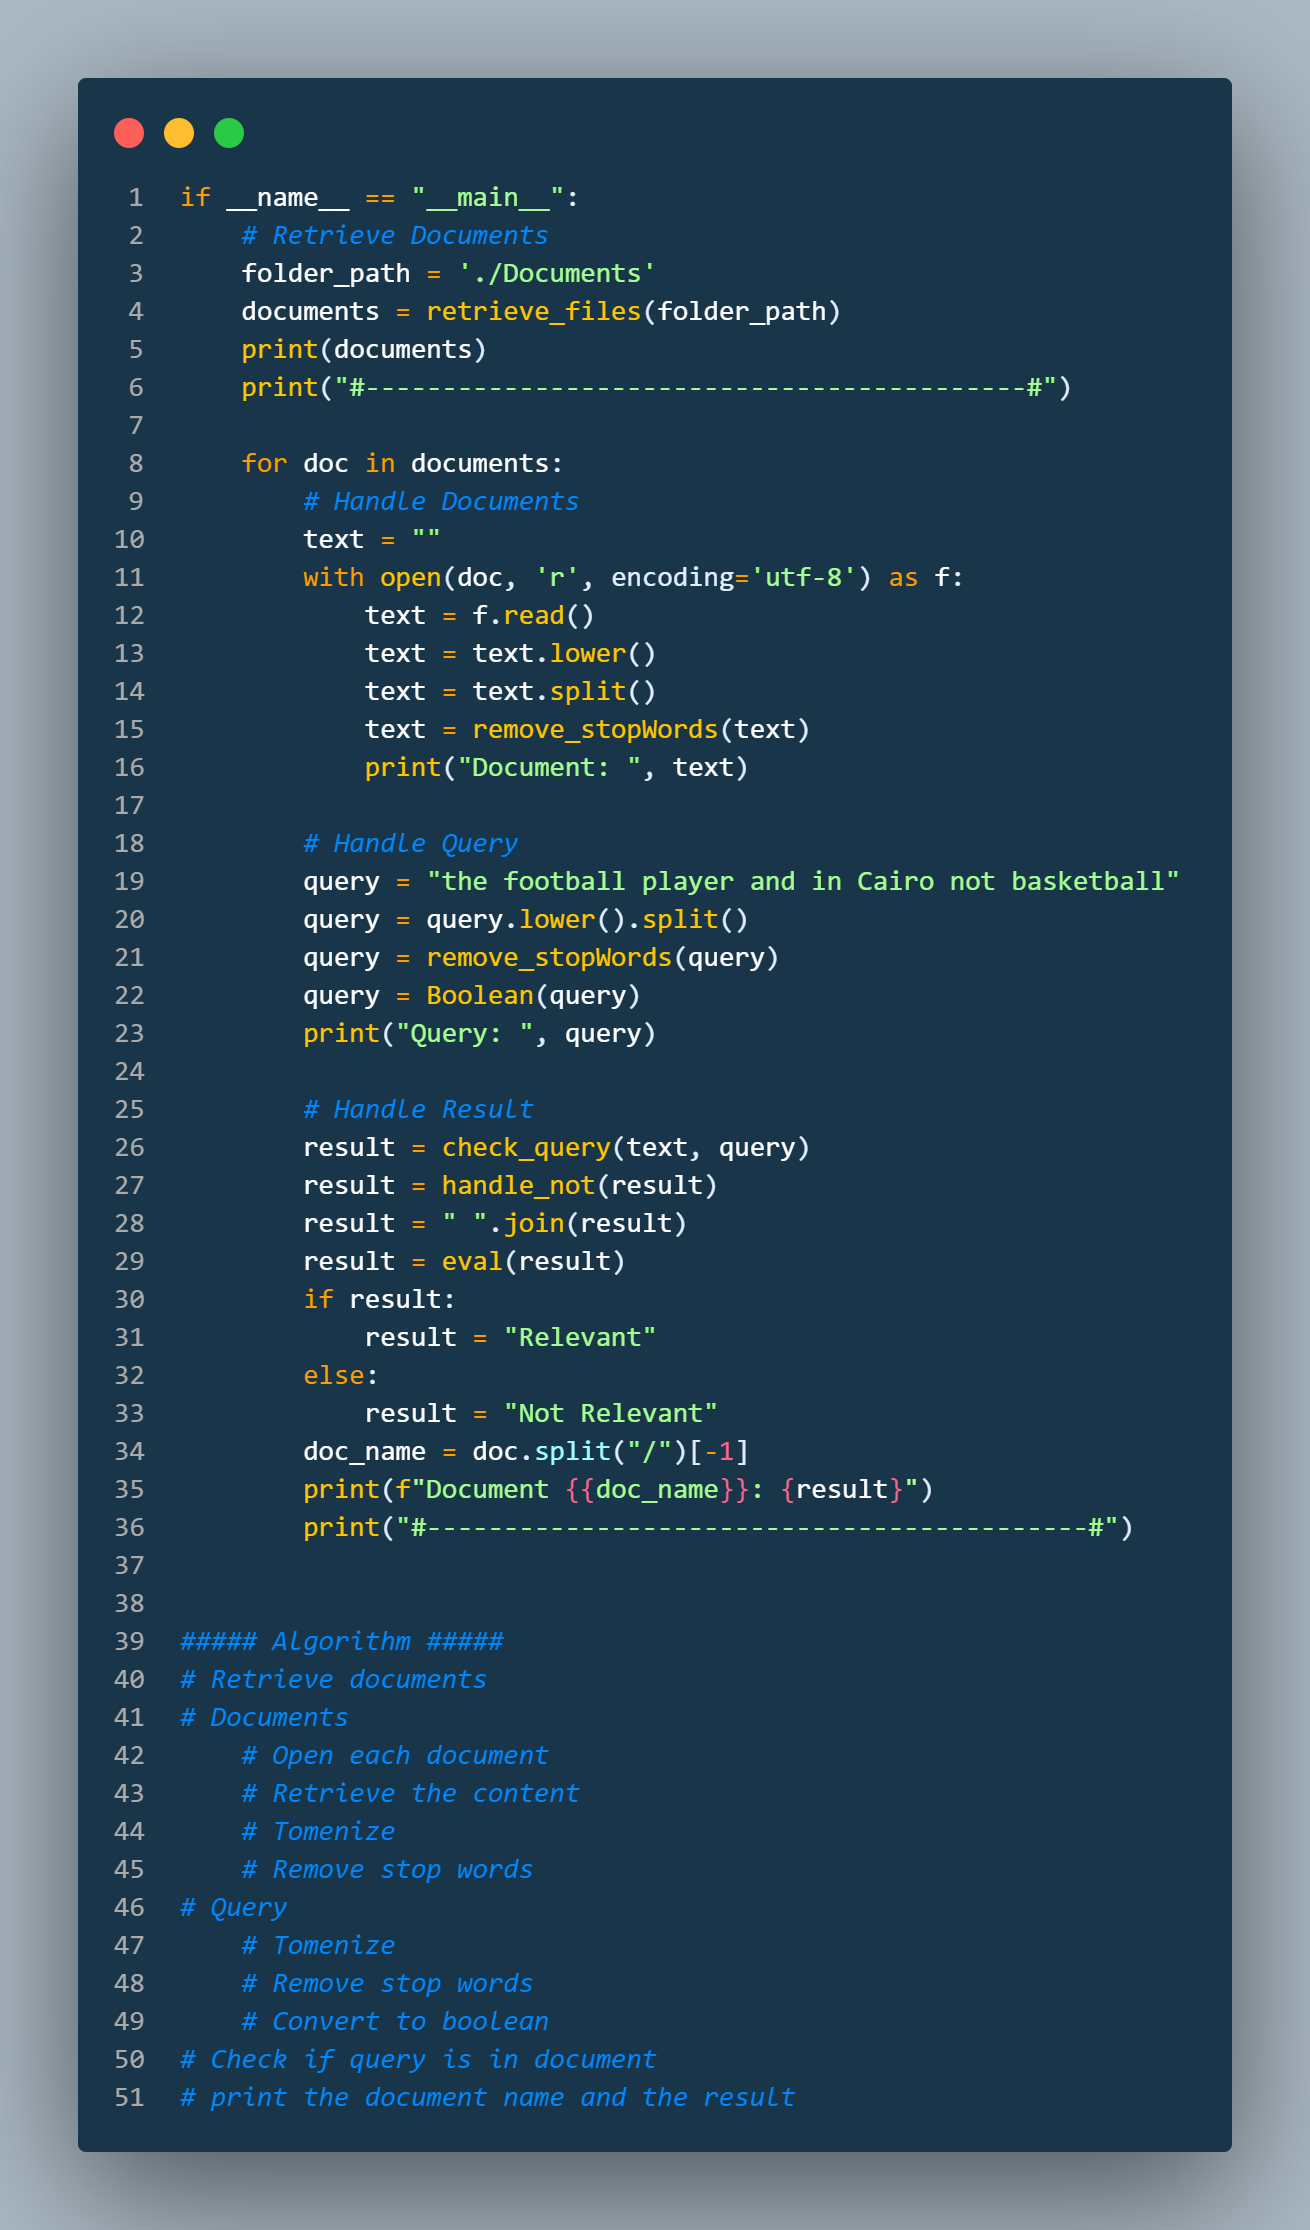 1 if __name__ == "__main__":
2     # Retrieve Documents
3     folder_path = './Documents'
4     documents = retrieve_files(folder_path)
5     print(documents)
6     print("#-------------------------------------------#")
7
8     for doc in documents:
9         # Handle Documents
10         text = ""
11         with open(doc, 'r', encoding='utf-8') as f:
12             text = f.read()
13             text = text.lower()
14             text = text.split()
15             text = remove_stopWords(text)
16             print("Document: ", text)
17
18         # Handle Query
19         query = "the football player and in Cairo not basketball"
20         query = query.lower().split()
21         query = remove_stopWords(query)
22         query = Boolean(query)
23         print("Query: ", query)
24
25         # Handle Result
26         result = check_query(text, query)
27         result = handle_not(result)
28         result = " ".join(result)
29         result = eval(result)
30         if result:
31             result = "Relevant"
32         else:
33             result = "Not Relevant"
34         doc_name = doc.split("/")[-1]
35         print(f"Document {{doc_name}}: {result}")
36         print("#-------------------------------------------#")
37
38
39 ##### Algorithm #####
40 # Retrieve documents
41 # Documents
42     # Open each document
43     # Retrieve the content
44     # Tomenize
45     # Remove stop words
46 # Query
47     # Tomenize
48     # Remove stop words
49     # Convert to boolean
50 # Check if query is in document
51 # print the document name and the result